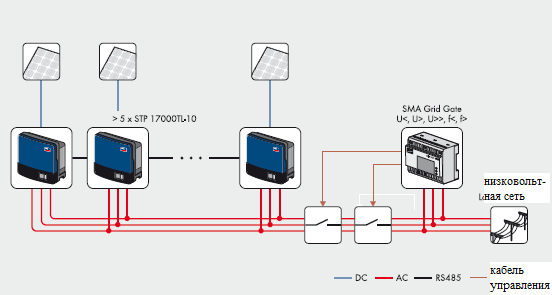 > 5 x STP 17000TL-10
SMA Grid Gate
U<, U>, U>>, f<, f>
низковольт-
ная сеть
DC
AC
RS485
кабель
управления